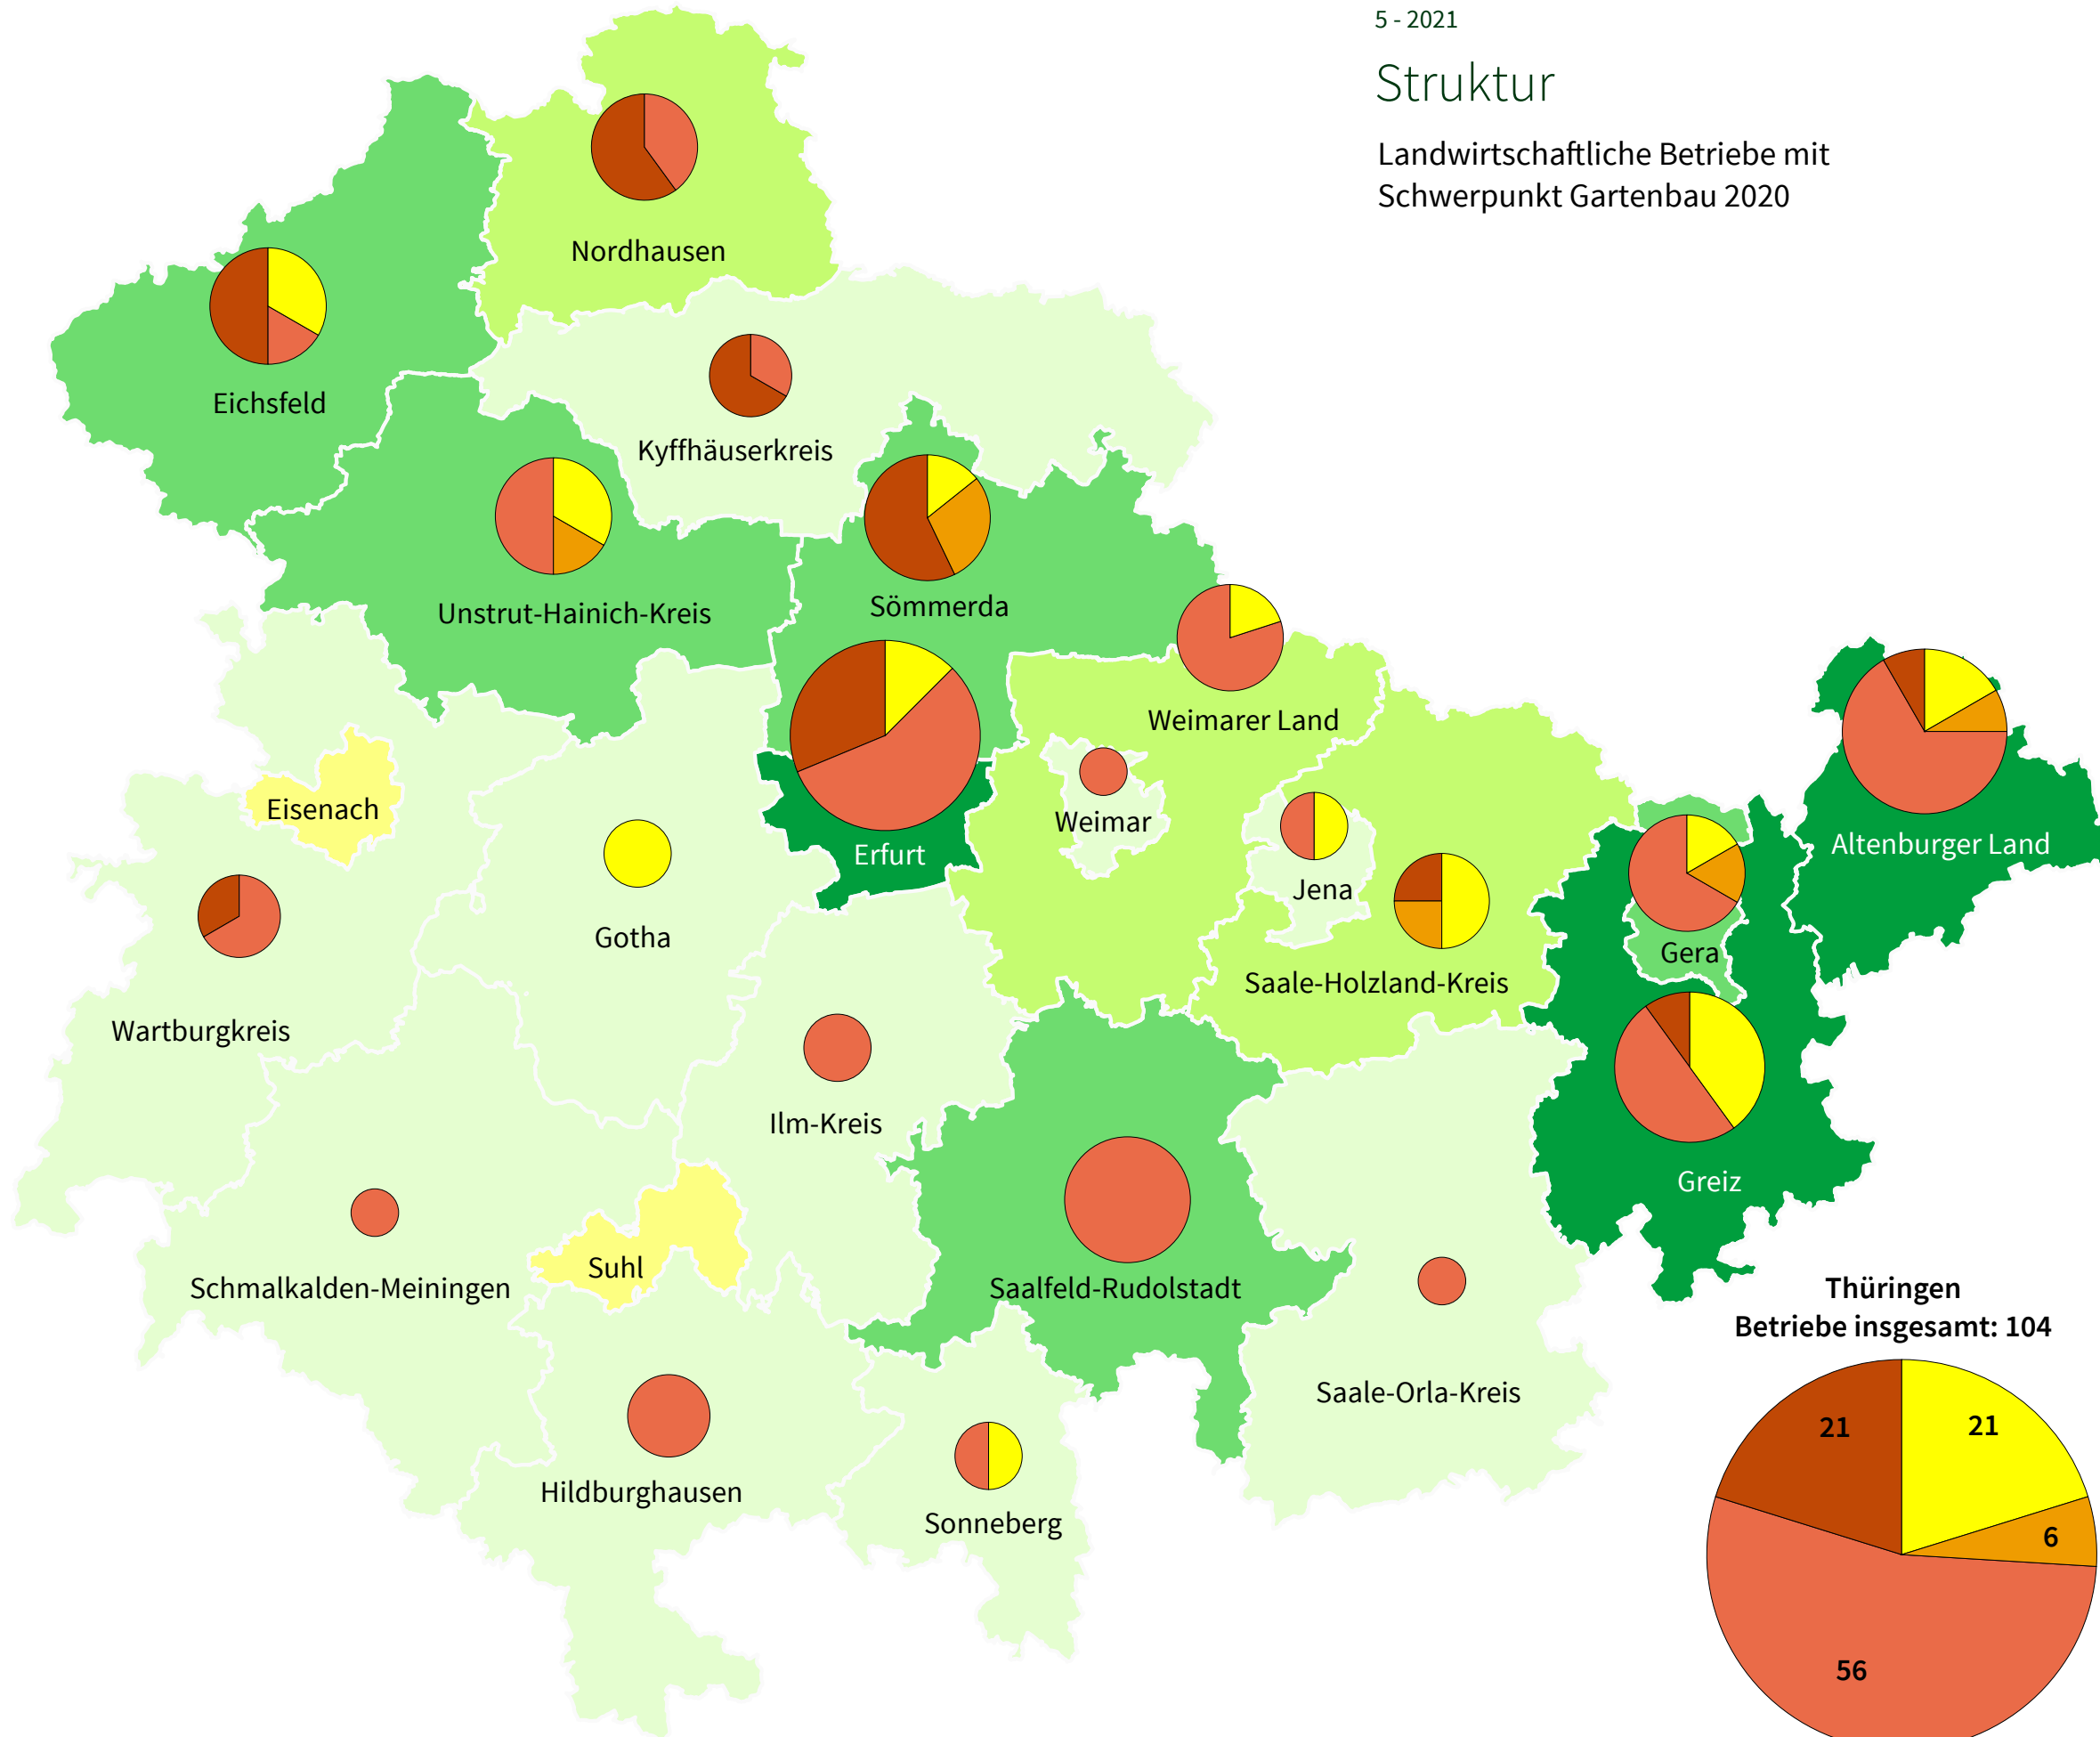 5 - 2021
Struktur
Landwirtschaftliche Betriebe mit
Schwerpunkt Gartenbau 2020
Nordhausen
Eichsfeld
Kyffhäuserkreis
Unstrut-Hainich-Kreis
Sömmerda
Weimarer Land
Eisenach
Weimar
Erfurt
Altenburger Land
Jena
Gotha
Gera
Saale-Holzland-Kreis
Wartburgkreis
Ilm-Kreis
Greiz
Suhl
Schmalkalden-Meiningen
Saalfeld-Rudolstadt
Thüringen
Betriebe insgesamt: 104
Saale-Orla-Kreis
21
21
Hildburghausen
Sonneberg
6
56